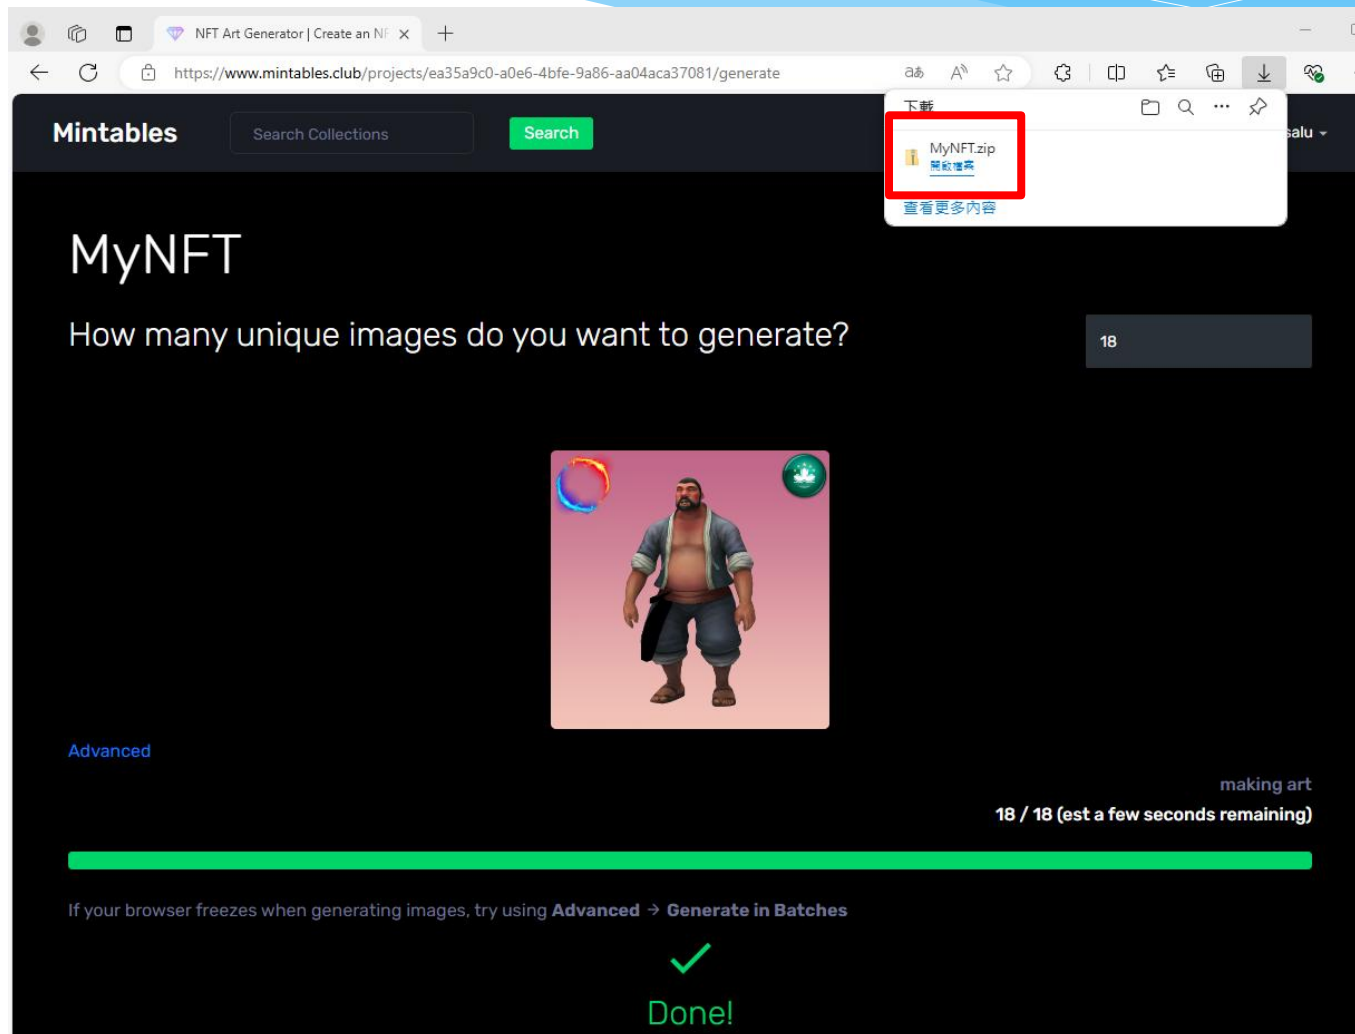 NFT Art Generator | Create an NF
https://www.mintables.club/projects/ea35a9c0-a0e6-4bfe-9a86-aa04aca37081/generate
下載
Mintables
Search Collections
Search
MyNFT.zip
開啟檔案
salu
查看更多內容
MyNFT
How many unique images do you want to generate?
18
Advanced
making art
18 / 18 (est a few seconds remaining)
If your browser freezes when generating images, try using Advanced → Generate in Batches
Done!